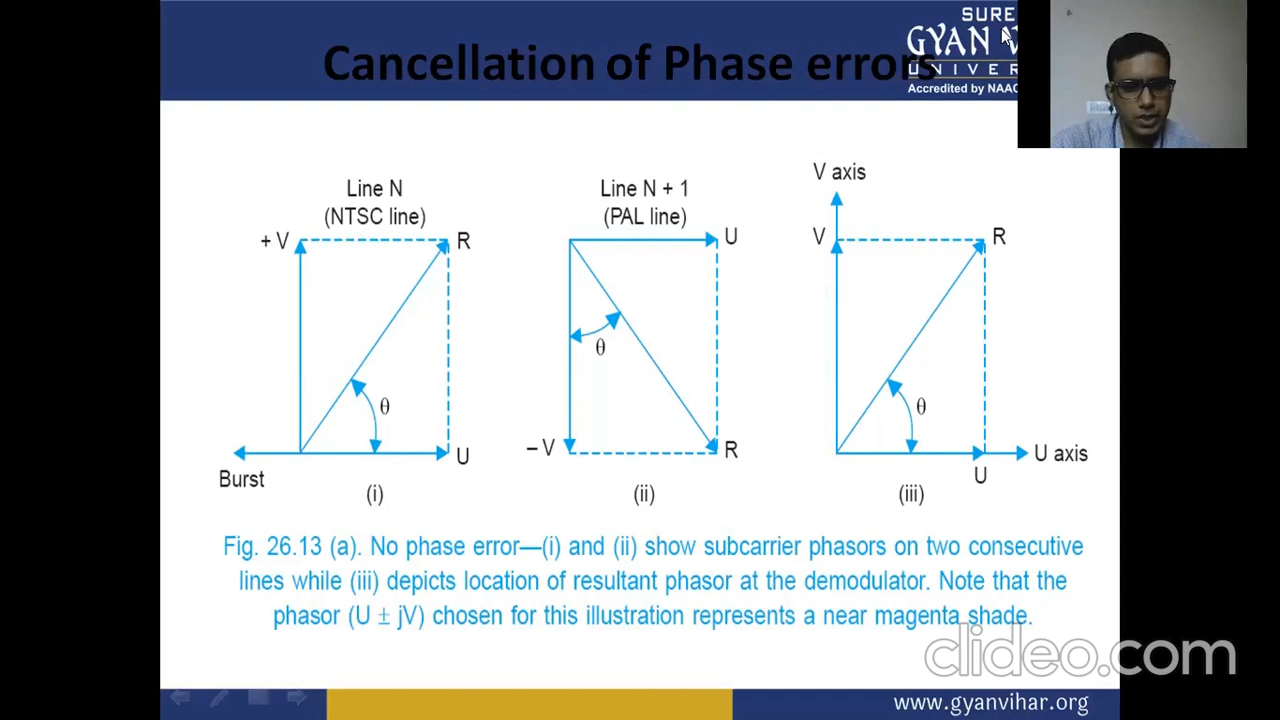 SURE
GYAN V
UNIVER
Accredited by NAAC
Cancellation of Phase errors
V axis
Line N
(NTSC line)
Line N + 1
(PAL line)
+ V
R
U
V
R
θ
θ
θ
– V
R
U axis
Burst
U
U
(i)
(ii)
(iii)
Fig. 26.13 (a). No phase error—(i) and (ii) show subcarrier phasors on two consecutive
lines while (iii) depicts location of resultant phasor at the demodulator. Note that the
phasor (U ± jV) chosen for this illustration represents a near magenta shade.
clideo.com
www.gyanvihar.org